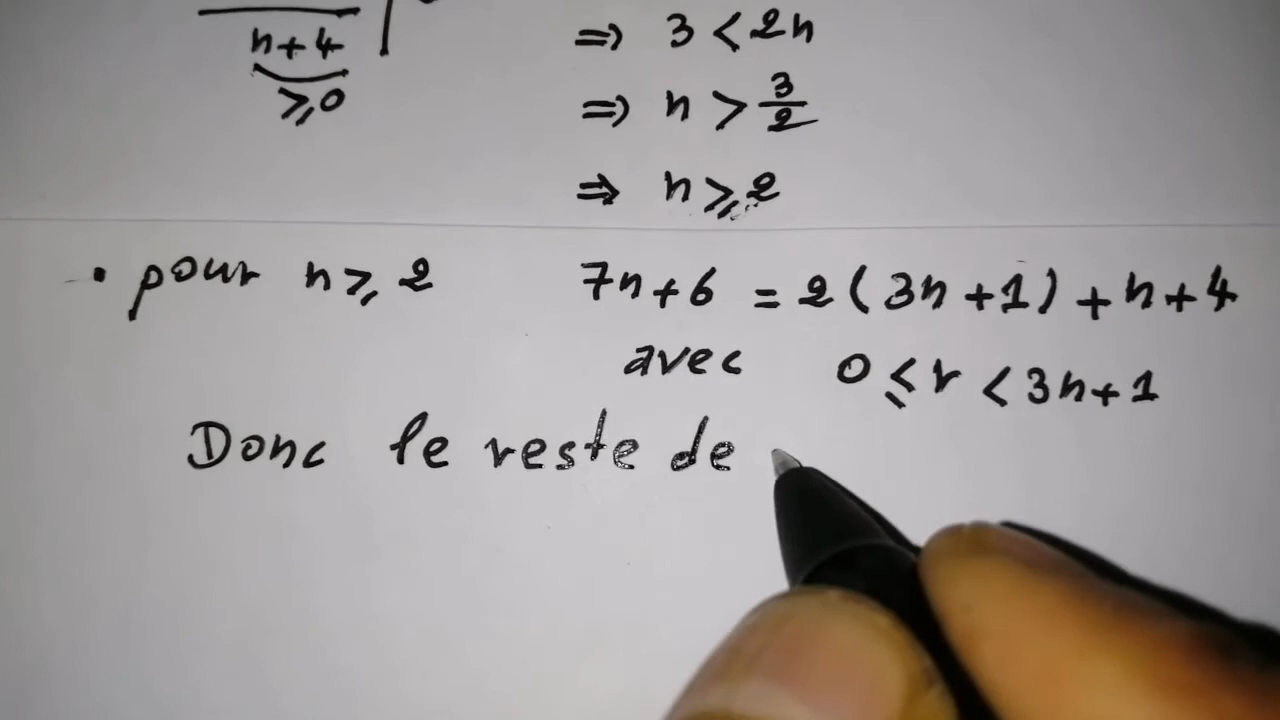 n+4
≥0
=> 3 < 2n
=> n > 3/2
=> n ≥ 2
• pour n ≥ 2 7n+6 = 2(3n+1)+n+4
avec 0 ≤ r < 3n+1
Donc le reste de